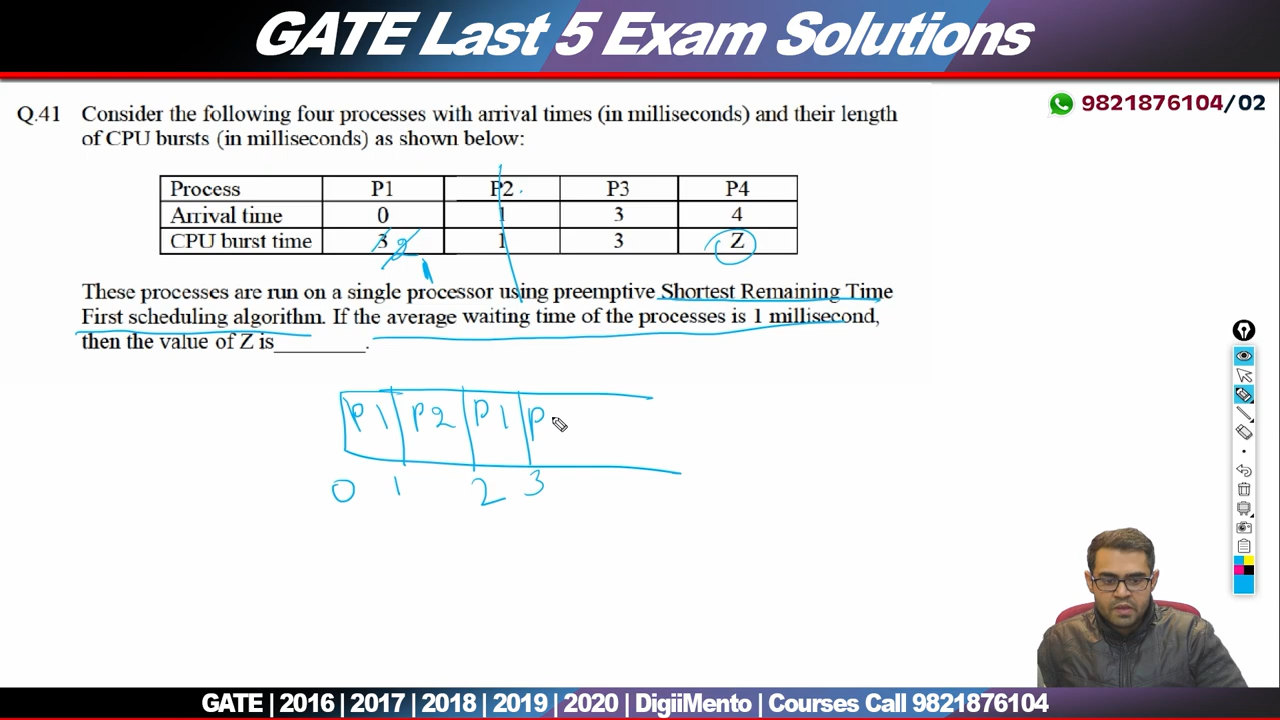 GATE Last 5 Exam Solutions
9821876104/02
Q.41 Consider the following four processes with arrival times (in milliseconds) and their length
of CPU bursts (in milliseconds) as shown below:
Process P1 P2 P3 P4
Arrival time 0 1 3 4
CPU burst time 3 1 3 Z
2
1
These processes are run on a single processor using preemptive Shortest Remaining Time
First scheduling algorithm. If the average waiting time of the processes is 1 millisecond,
then the value of Z is________.
P1 P2 P1 P
0 1 2 3
GATE | 2016 | 2017 | 2018 | 2019 | 2020 | DigiiMento | Courses Call 9821876104